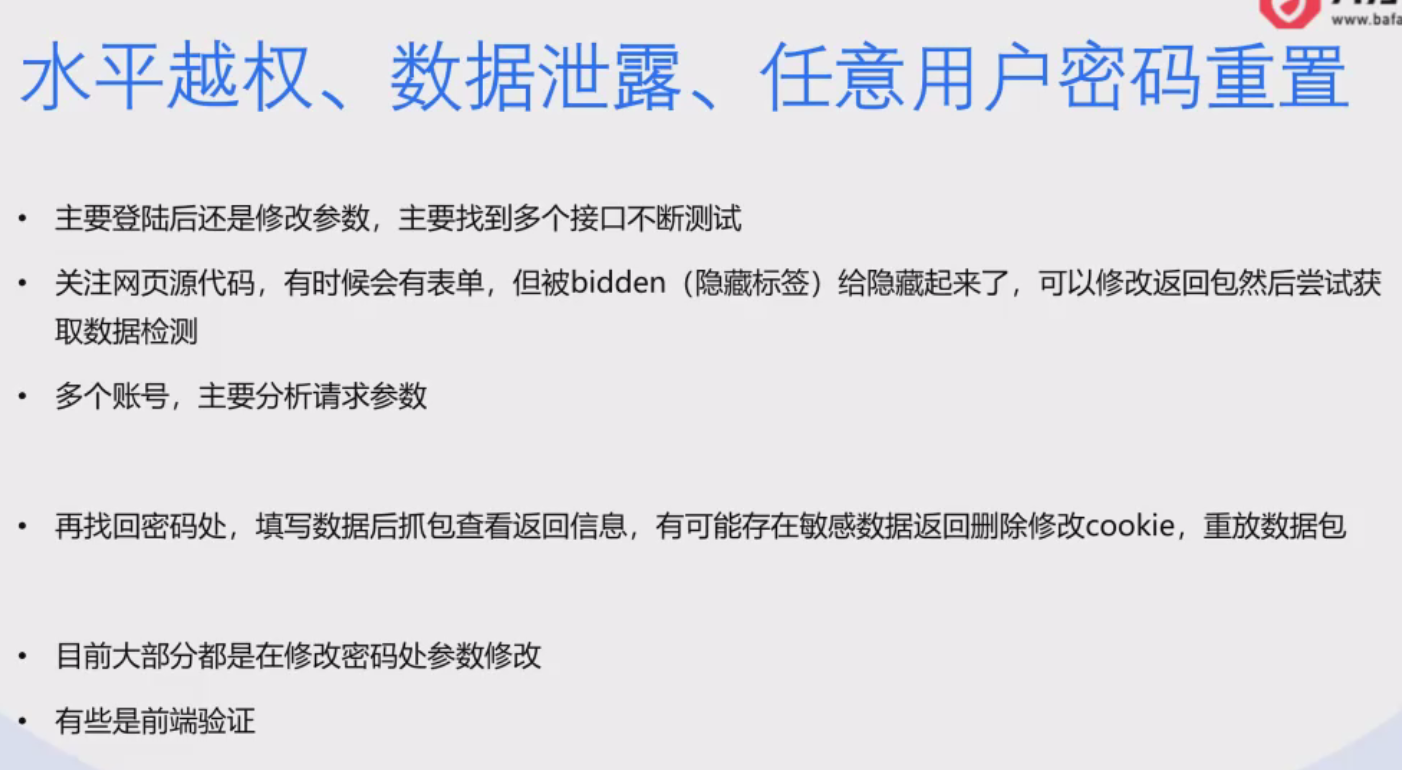 www.bafa
水平越权、数据泄露、任意用户密码重置
• 主要登陆后还是修改参数，主要找到多个接口不断测试
• 关注网页源代码，有时候会有表单，但被bidden（隐藏标签）给隐藏起来了，可以修改返回包然后尝试获
取数据检测
• 多个账号，主要分析请求参数
• 再找回密码处，填写数据后抓包查看返回信息，有可能存在敏感数据返回删除修改cookie，重放数据包
• 目前大部分都是在修改密码处参数修改
• 有些是前端验证